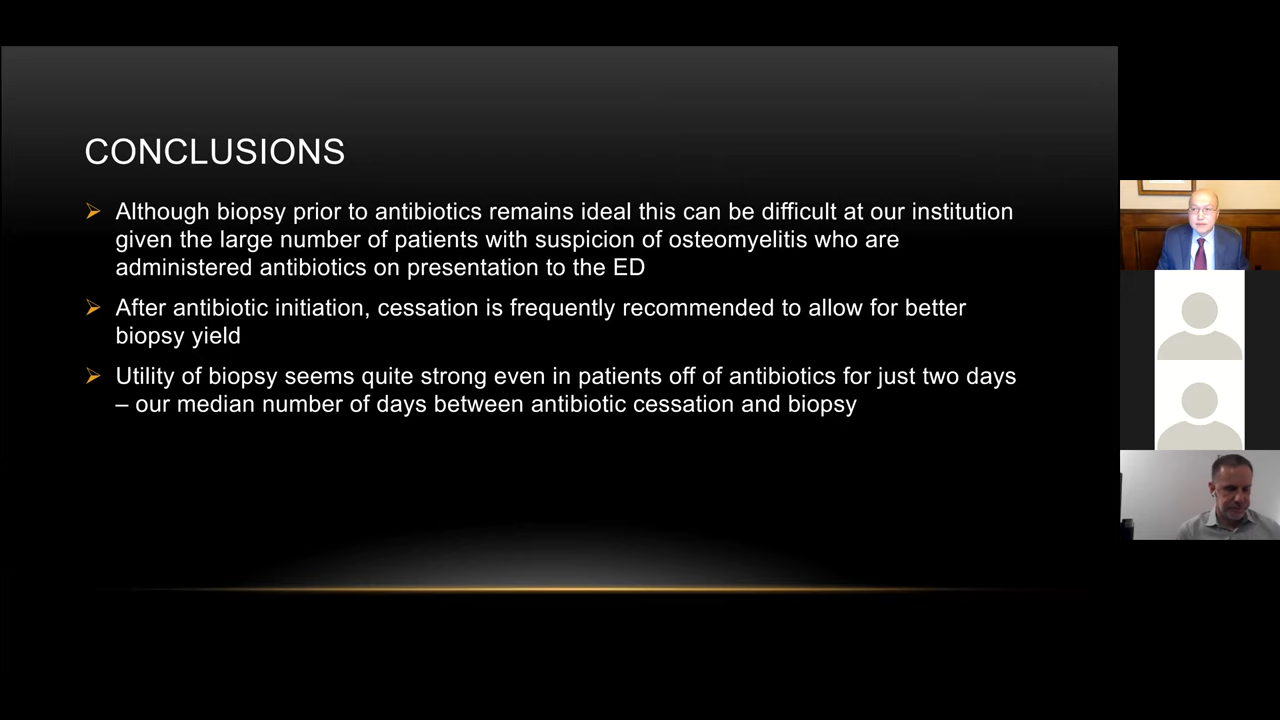 CONCLUSIONS
Although biopsy prior to antibiotics remains ideal this can be difficult at our institution
given the large number of patients with suspicion of osteomyelitis who are
administered antibiotics on presentation to the ED
After antibiotic initiation, cessation is frequently recommended to allow for better
biopsy yield
Utility of biopsy seems quite strong even in patients off of antibiotics for just two days
– our median number of days between antibiotic cessation and biopsy